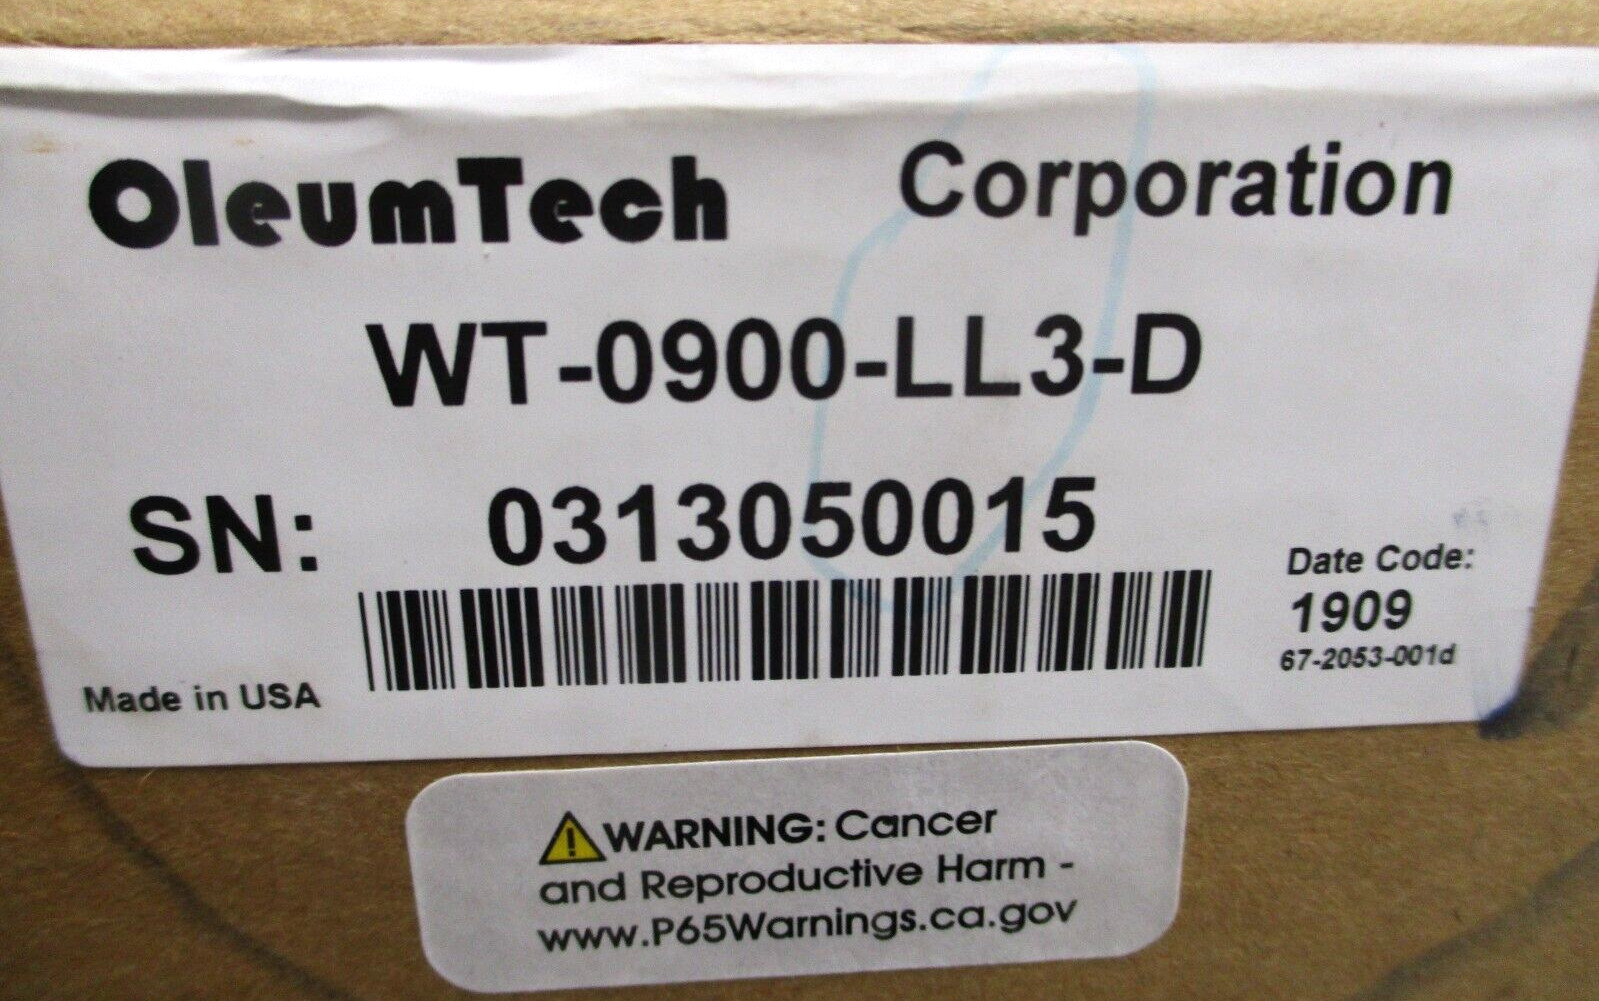 OleumTech Corporation
WT-0900-LL3-D
SN: 0313050015
Date Code:
1909
67-2053-001d
Made in USA
WARNING: Cancer
and Reproductive Harm -
www.P65Warnings.ca.gov